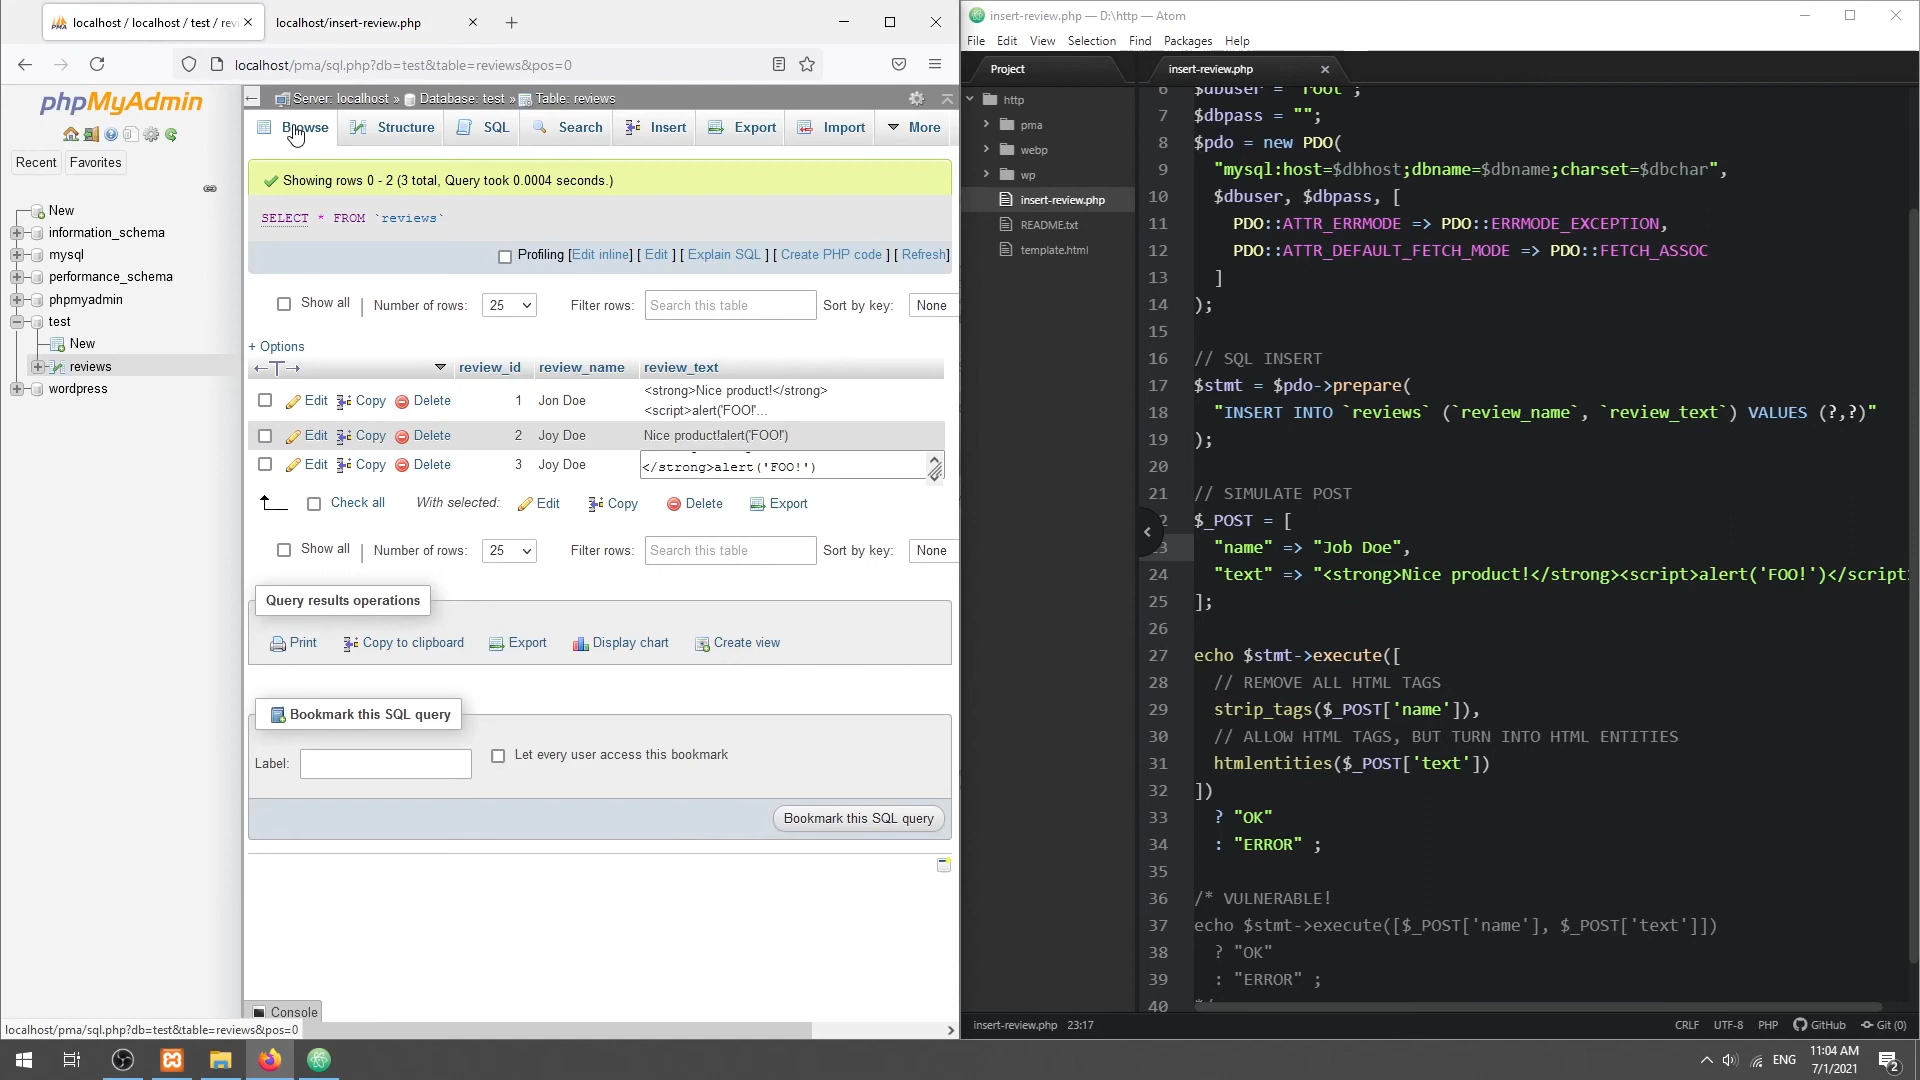 localhost / localhost / test / revi
localhost/insert-review.php
localhost/pma/sql.php?db=test&table=reviews&pos=0
phpMyAdmin
Recent
Favorites
New
information_schema
mysql
performance_schema
phpmyadmin
test
New
reviews
wordpress
Server: localhost » Database: test » Table: reviews
Browse
Structure
SQL
Search
Insert
Export
Import
More
Showing rows 0 - 2 (3 total, Query took 0.0004 seconds.)
SELECT * FROM `reviews`
Profiling [Edit inline] [ Edit ] [ Explain SQL ] [ Create PHP code ] [ Refresh]
Show all | Number of rows: 25 Filter rows: Search this table Sort by key: None
+ Options
←T→ review_id review_name review_text
Edit Copy Delete 1 Jon Doe <strong>Nice product!</strong>
<script>alert('FOO!'...
Edit Copy Delete 2 Joy Doe Nice product!alert('FOO!')
Edit Copy Delete 3 Joy Doe </strong>alert('FOO!')
Check all With selected: Edit Copy Delete Export
Show all | Number of rows: 25 Filter rows: Search this table Sort by key: None
Query results operations
Print Copy to clipboard Export Display chart Create view
Bookmark this SQL query
Label: Let every user access this bookmark
Bookmark this SQL query
Console
localhost/pma/sql.php?db=test&table=reviews&pos=0
insert-review.php — D:\http — Atom
File Edit View Selection Find Packages Help
Project
http
pma
webp
wp
insert-review.php
README.txt
template.html
insert-review.php
6 $dbuser = "root";
7 $dbpass = "";
8 $pdo = new PDO(
9 "mysql:host=$dbhost;dbname=$dbname;charset=$dbchar",
10 $dbuser, $dbpass, [
11 PDO::ATTR_ERRMODE => PDO::ERRMODE_EXCEPTION,
12 PDO::ATTR_DEFAULT_FETCH_MODE => PDO::FETCH_ASSOC
13 ]
14 );
15
16 // SQL INSERT
17 $stmt = $pdo->prepare(
18 "INSERT INTO `reviews` (`review_name`, `review_text`) VALUES (?,?)"
19 );
20
21 // SIMULATE POST
2 $_POST = [
23 "name" => "Job Doe",
24 "text" => "<strong>Nice product!</strong><script>alert('FOO!')</script>
25 ];
26
27 echo $stmt->execute([
28 // REMOVE ALL HTML TAGS
29 strip_tags($_POST['name']),
30 // ALLOW HTML TAGS, BUT TURN INTO HTML ENTITIES
31 htmlentities($_POST['text'])
32 ])
33 ? "OK"
34 : "ERROR" ;
35
36 /* VULNERABLE!
37 echo $stmt->execute([$_POST['name'], $_POST['text']])
38 ? "OK"
39 : "ERROR" ;
40 */
insert-review.php 23:17
CRLF UTF-8 PHP GitHub Git (0)
ENG
11:04 AM
7/1/2021
2